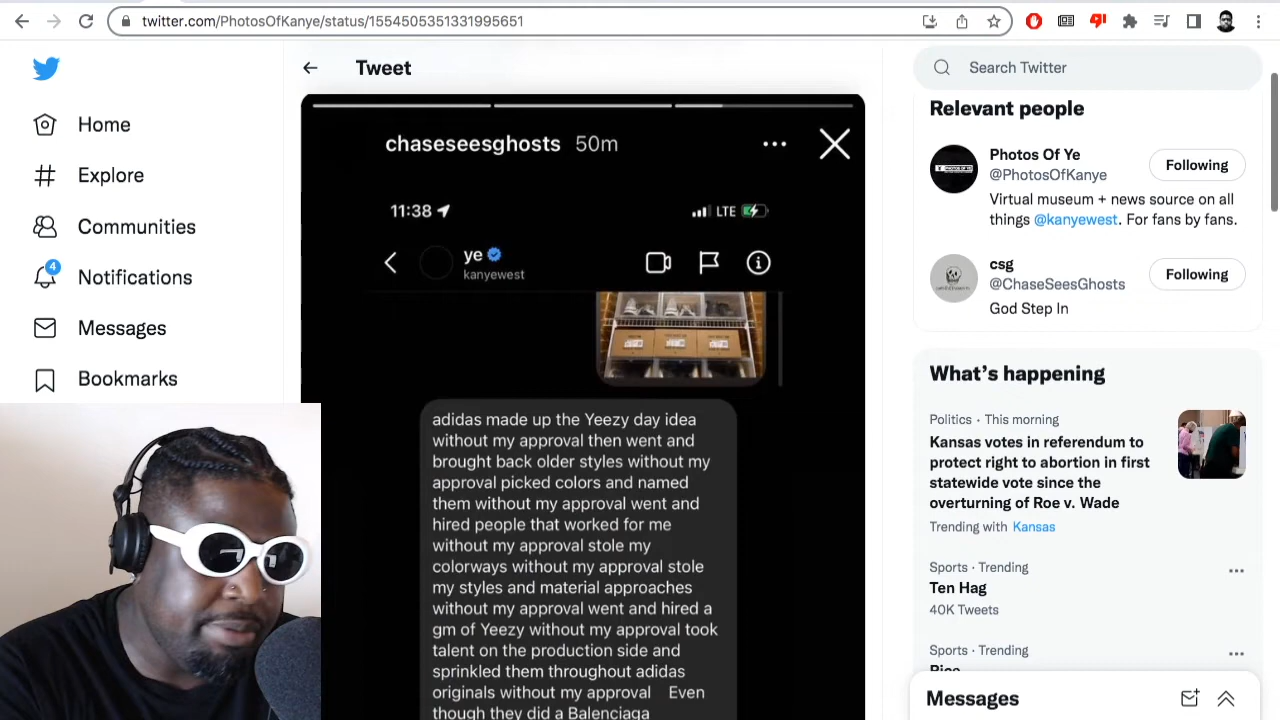 twitter.com/PhotosOfKanye/status/1554505351331995651
Home
Explore
Communities
4
Notifications
Messages
Bookmarks
Tweet
chaseseesghosts 50m
11:38
LTE
ye
kanyewest
adidas made up the Yeezy day idea
without my approval then went and
brought back older styles without my
approval picked colors and named
them without my approval went and
hired people that worked for me
without my approval stole my
colorways without my approval stole
my styles and material approaches
without my approval went and hired a
gm of Yeezy without my approval took
talent on the production side and
sprinkled them throughout adidas
originals without my approval Even
though they did a Balenciaga
Search Twitter
Relevant people
Photos Of Ye
@PhotosOfKanye
Following
Virtual museum + news source on all
things @kanyewest. For fans by fans.
csg
@ChaseSeesGhosts
Following
God Step In
What's happening
Politics · This morning
Kansas votes in referendum to
protect right to abortion in first
statewide vote since the
overturning of Roe v. Wade
Trending with Kansas
Sports · Trending
Ten Hag
40K Tweets
Sports · Trending
Messages